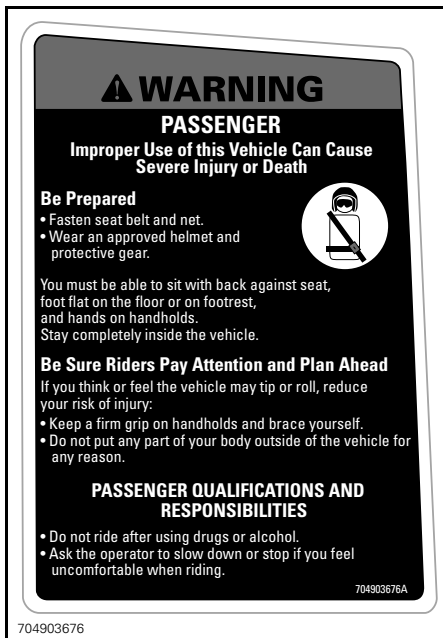 WARNING
PASSENGER
Improper Use of this Vehicle Can Cause
Severe Injury or Death
Be Prepared
• Fasten seat belt and net.
• Wear an approved helmet and
protective gear.
You must be able to sit with back against seat,
foot flat on the floor or on footrest,
and hands on handholds.
Stay completely inside the vehicle.
Be Sure Riders Pay Attention and Plan Ahead
If you think or feel the vehicle may tip or roll, reduce
your risk of injury:
• Keep a firm grip on handholds and brace yourself.
• Do not put any part of your body outside of the vehicle for
any reason.
PASSENGER QUALIFICATIONS AND
RESPONSIBILITIES
• Do not ride after using drugs or alcohol.
• Ask the operator to slow down or stop if you feel
uncomfortable when riding.
704903676A
704903676